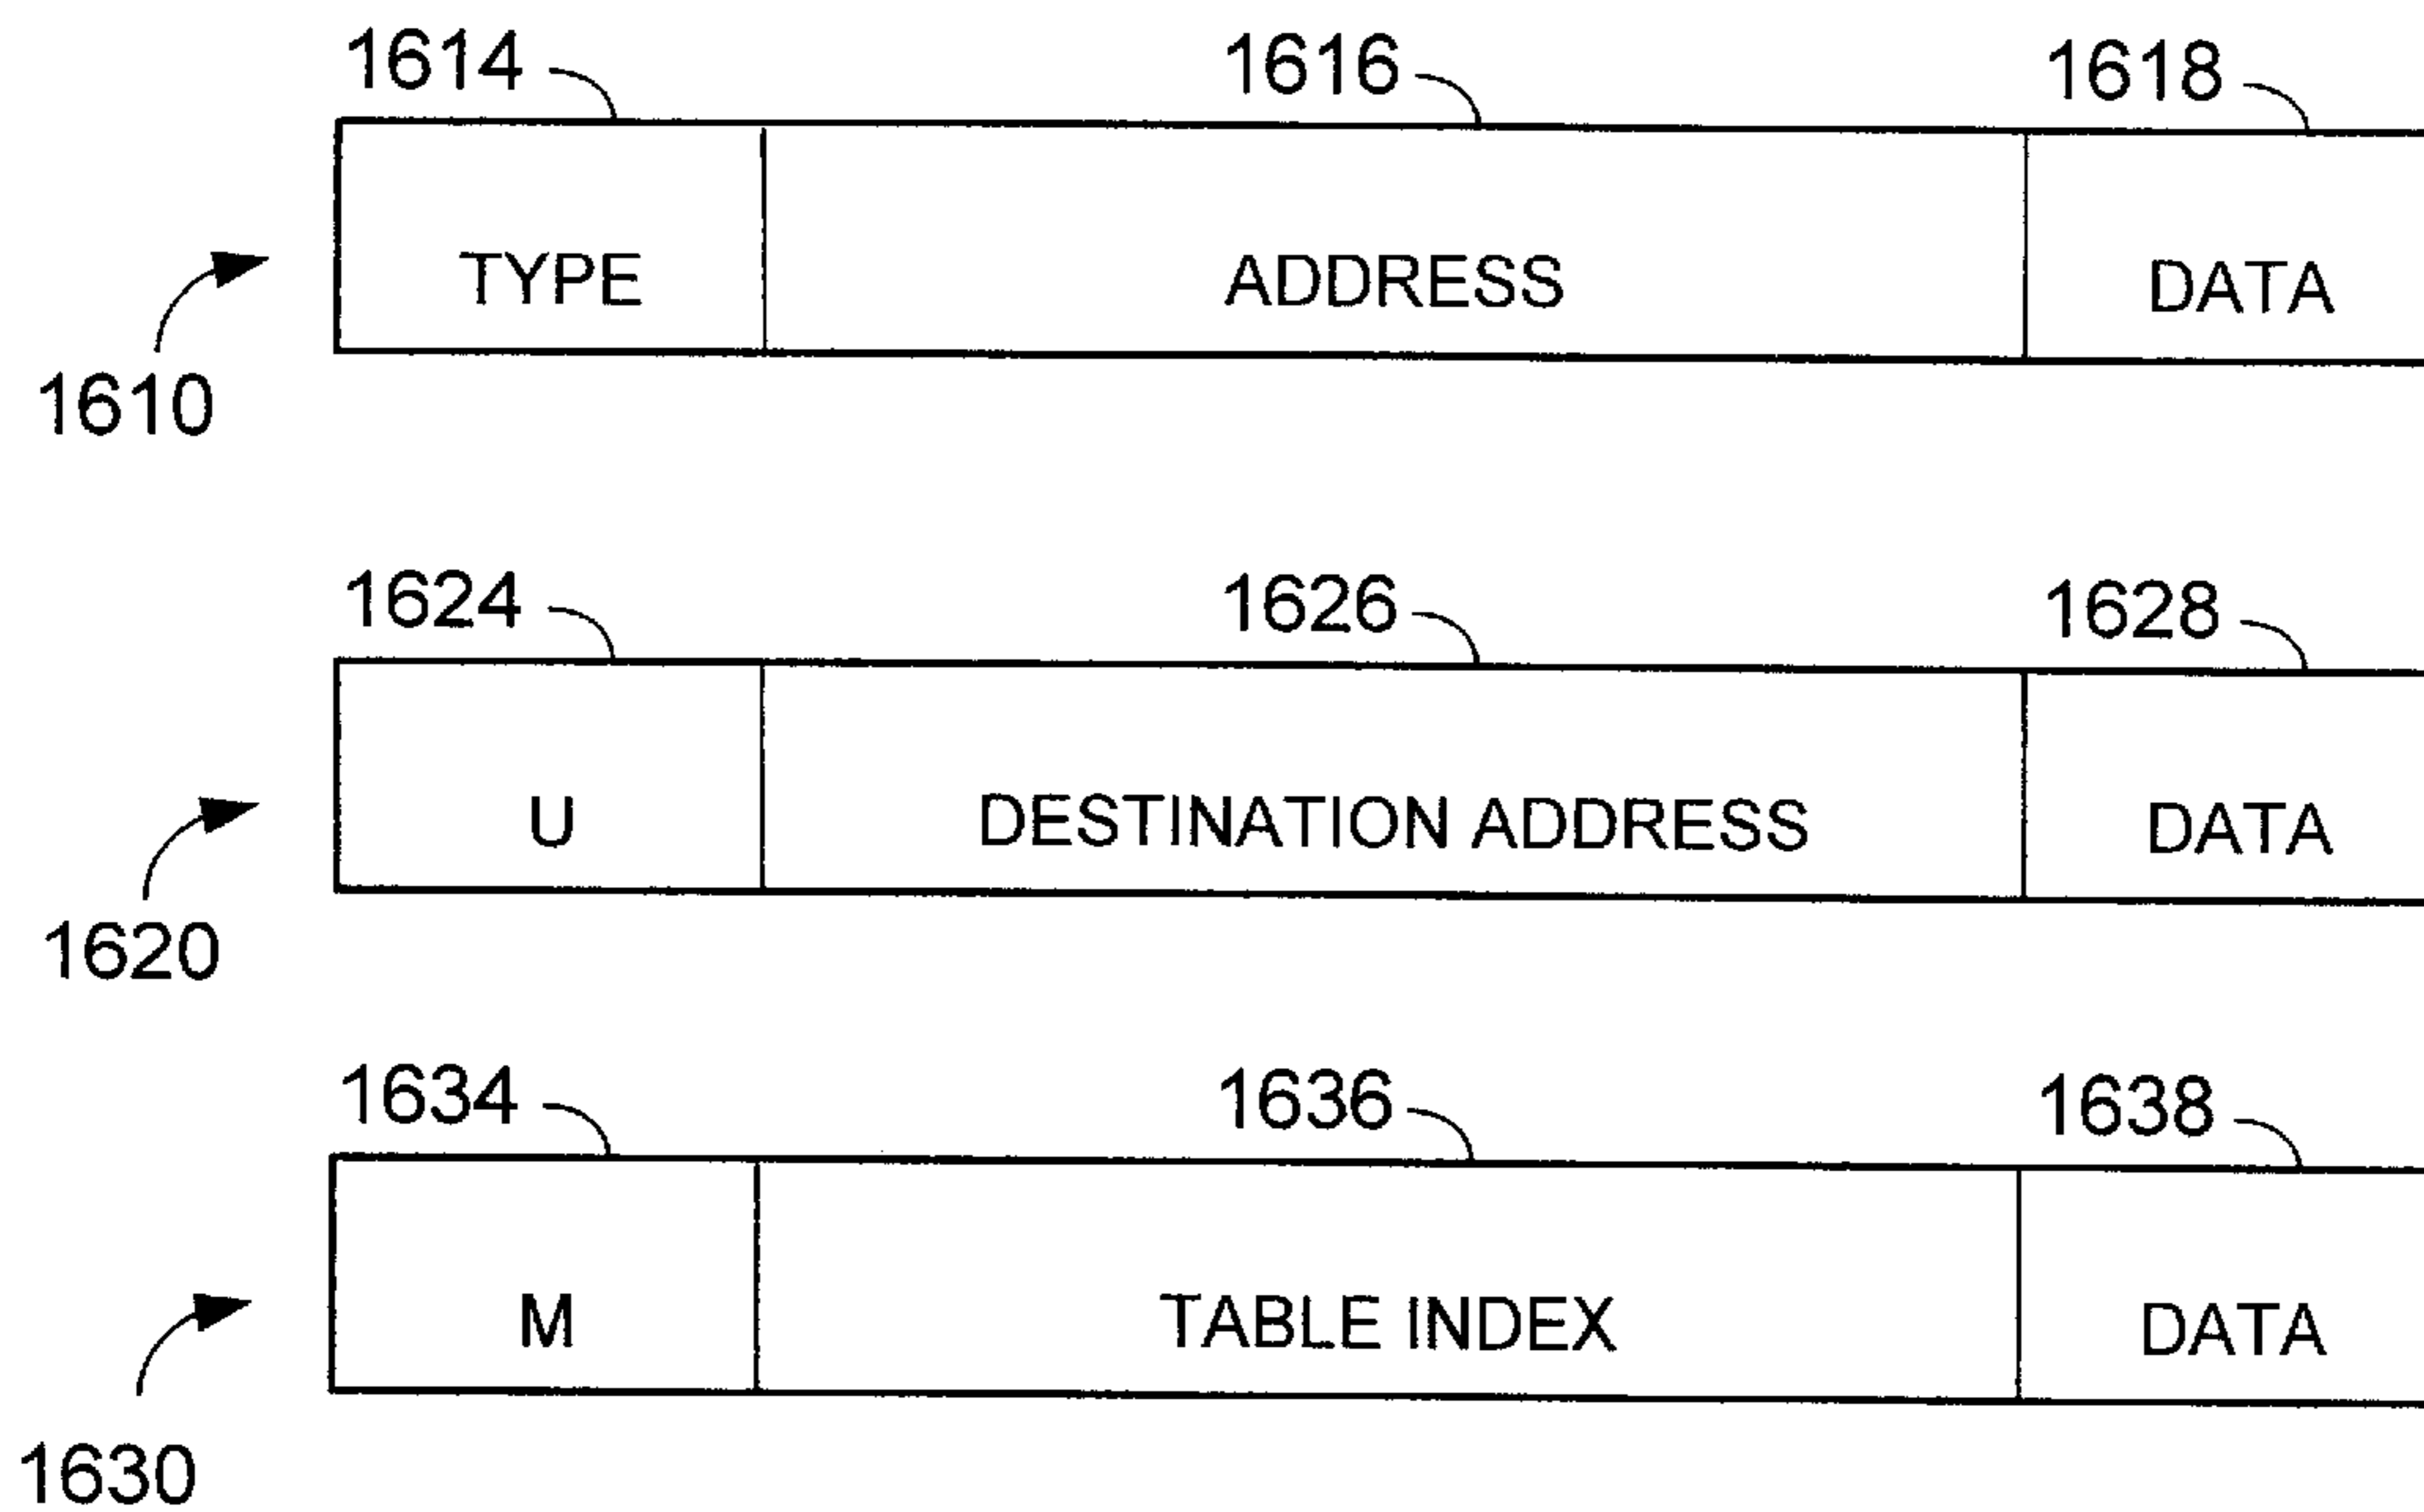 1614 1616 1618
TYPE ADDRESS DATA
1610
1624 1626 1628
U DESTINATION ADDRESS DATA
1620
1634 1636 1638
M TABLE INDEX DATA
1630